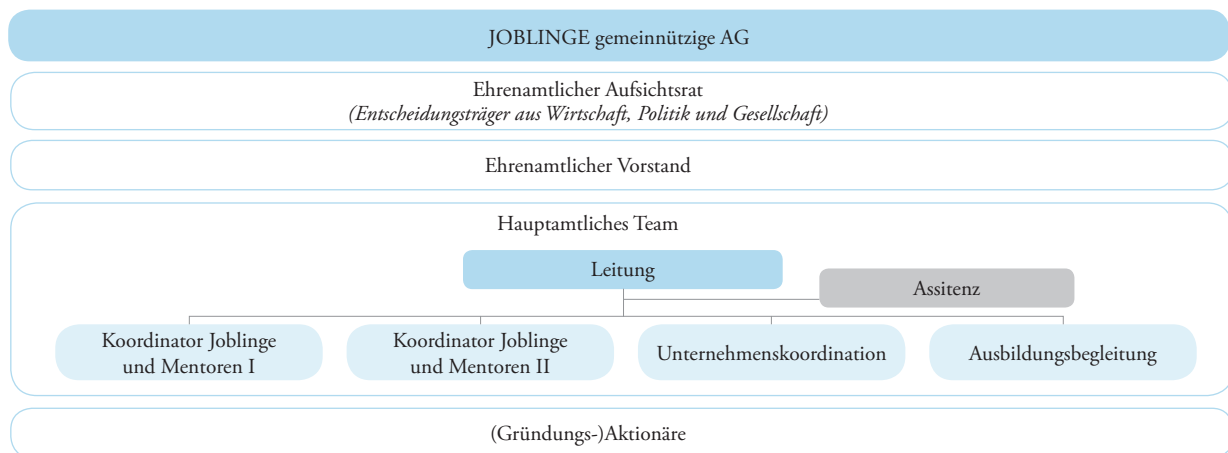 JOBLINGE gemeinnützige AG
Ehrenamtlicher Aufsichtsrat
(Entscheidungsträger aus Wirtschaft, Politik und Gesellschaft)
Ehrenamtlicher Vorstand
Hauptamtliches Team
Leitung
Assitenz
Koordinator Joblinge
und Mentoren I
Koordinator Joblinge
und Mentoren II
Unternehmenskoordination
Ausbildungsbegleitung
(Gründungs-)Aktionäre